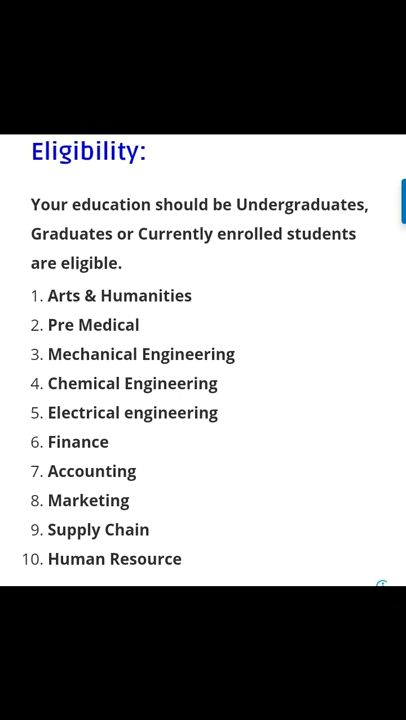 Eligibility:
Your education should be Undergraduates,
Graduates or Currently enrolled students
are eligible.
1. Arts & Humanities
2. Pre Medical
3. Mechanical Engineering
4. Chemical Engineering
5. Electrical engineering
6. Finance
7. Accounting
8. Marketing
9. Supply Chain
10. Human Resource